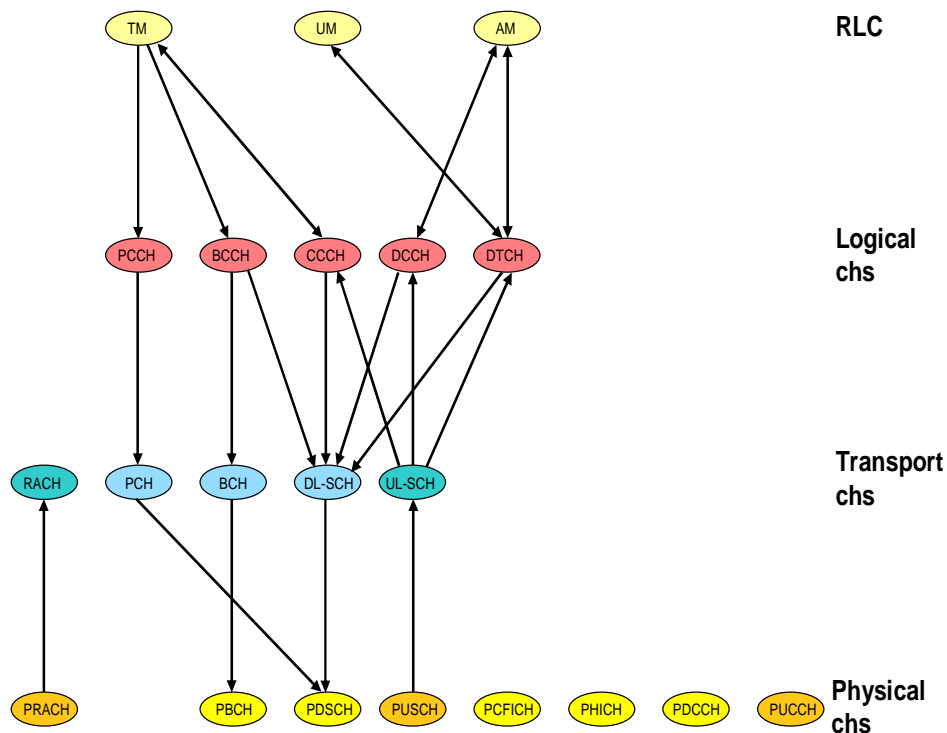 TM
UM
AM
RLC
PCCH
BCCH
CCCH
DCCH
DTCH
Logical
chs
RACH
PCH
BCH
DL-SCH
UL-SCH
Transport
chs
PRACH
PBCH
PDSCH
PUSCH
PCFICH
PHICH
PDCCH
PUCCH
Physical
chs